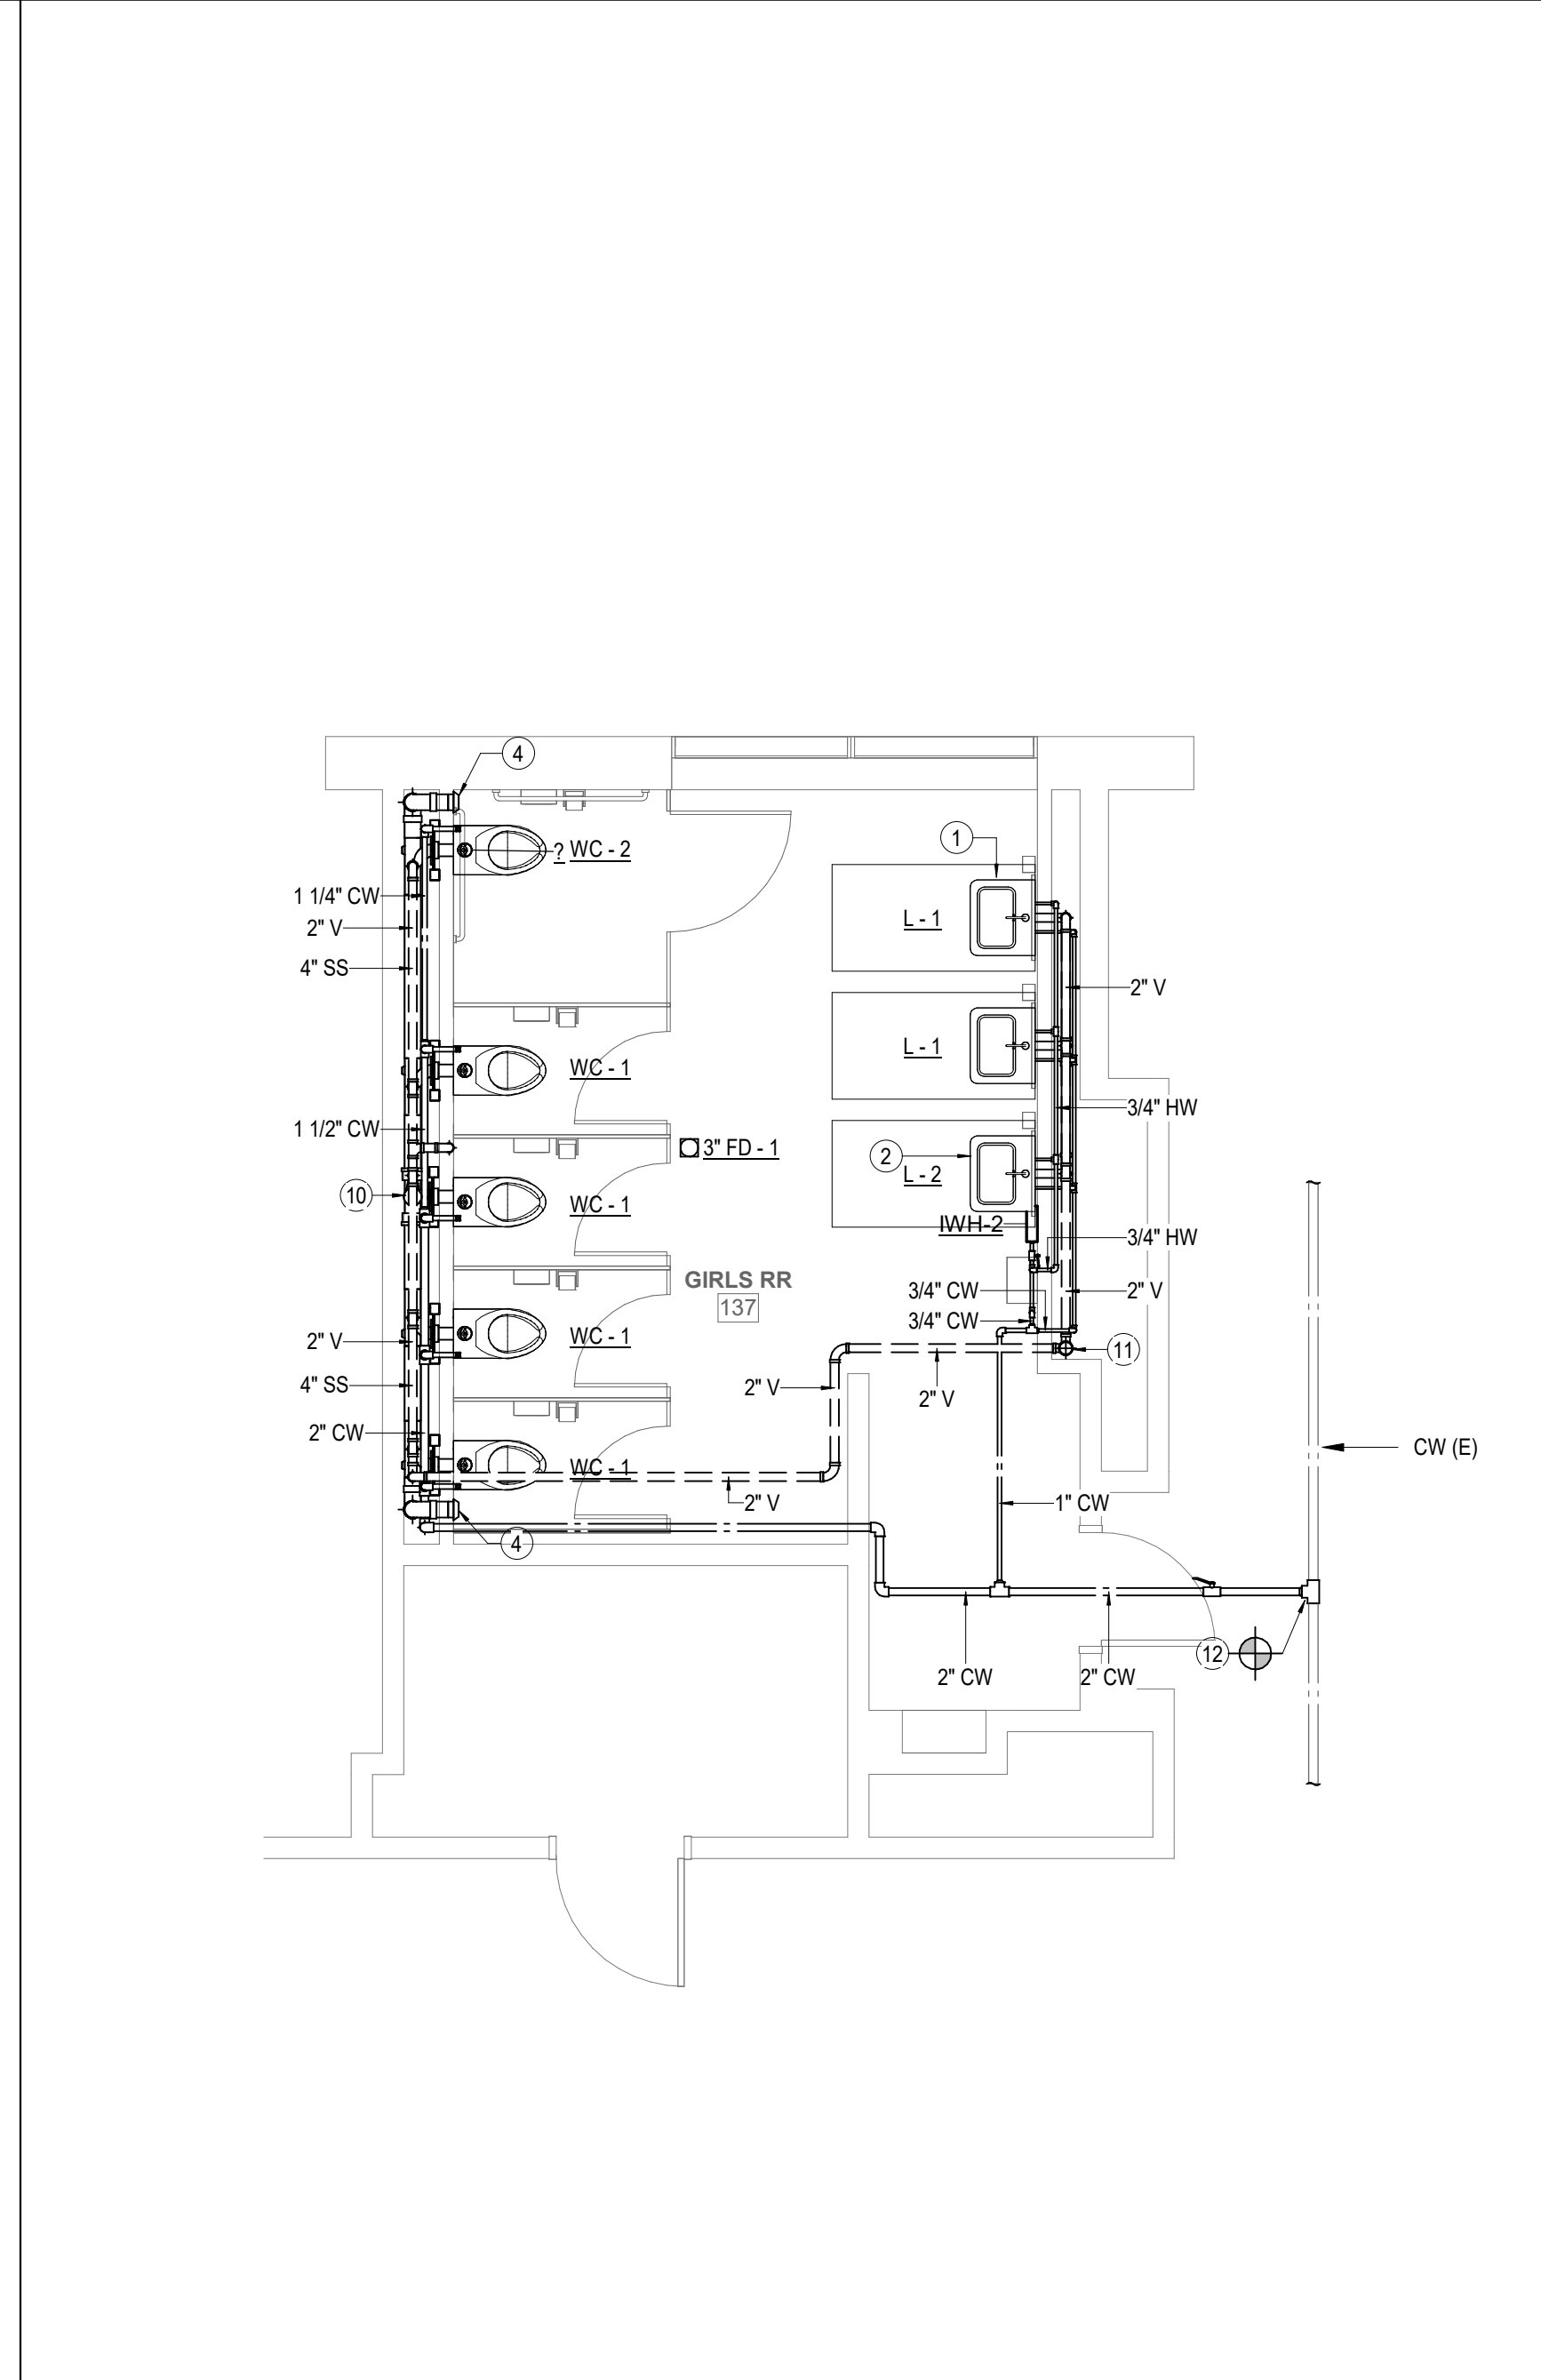 4
1
? WC - 2
1 1/4" CW
L - 1
2" V
4" SS
2" V
L - 1
WC - 1
3/4" HW
1 1/2" CW
3" FD - 1
2
L - 2
10
WC - 1
IWH-2
3/4" HW
GIRLS RR
137
3/4" CW
2" V
3/4" CW
2" V
WC - 1
11
4" SS
2" V
2" V
2" CW
CW (E)
WC - 1
2" V
1" CW
4
12
2" CW
2" CW